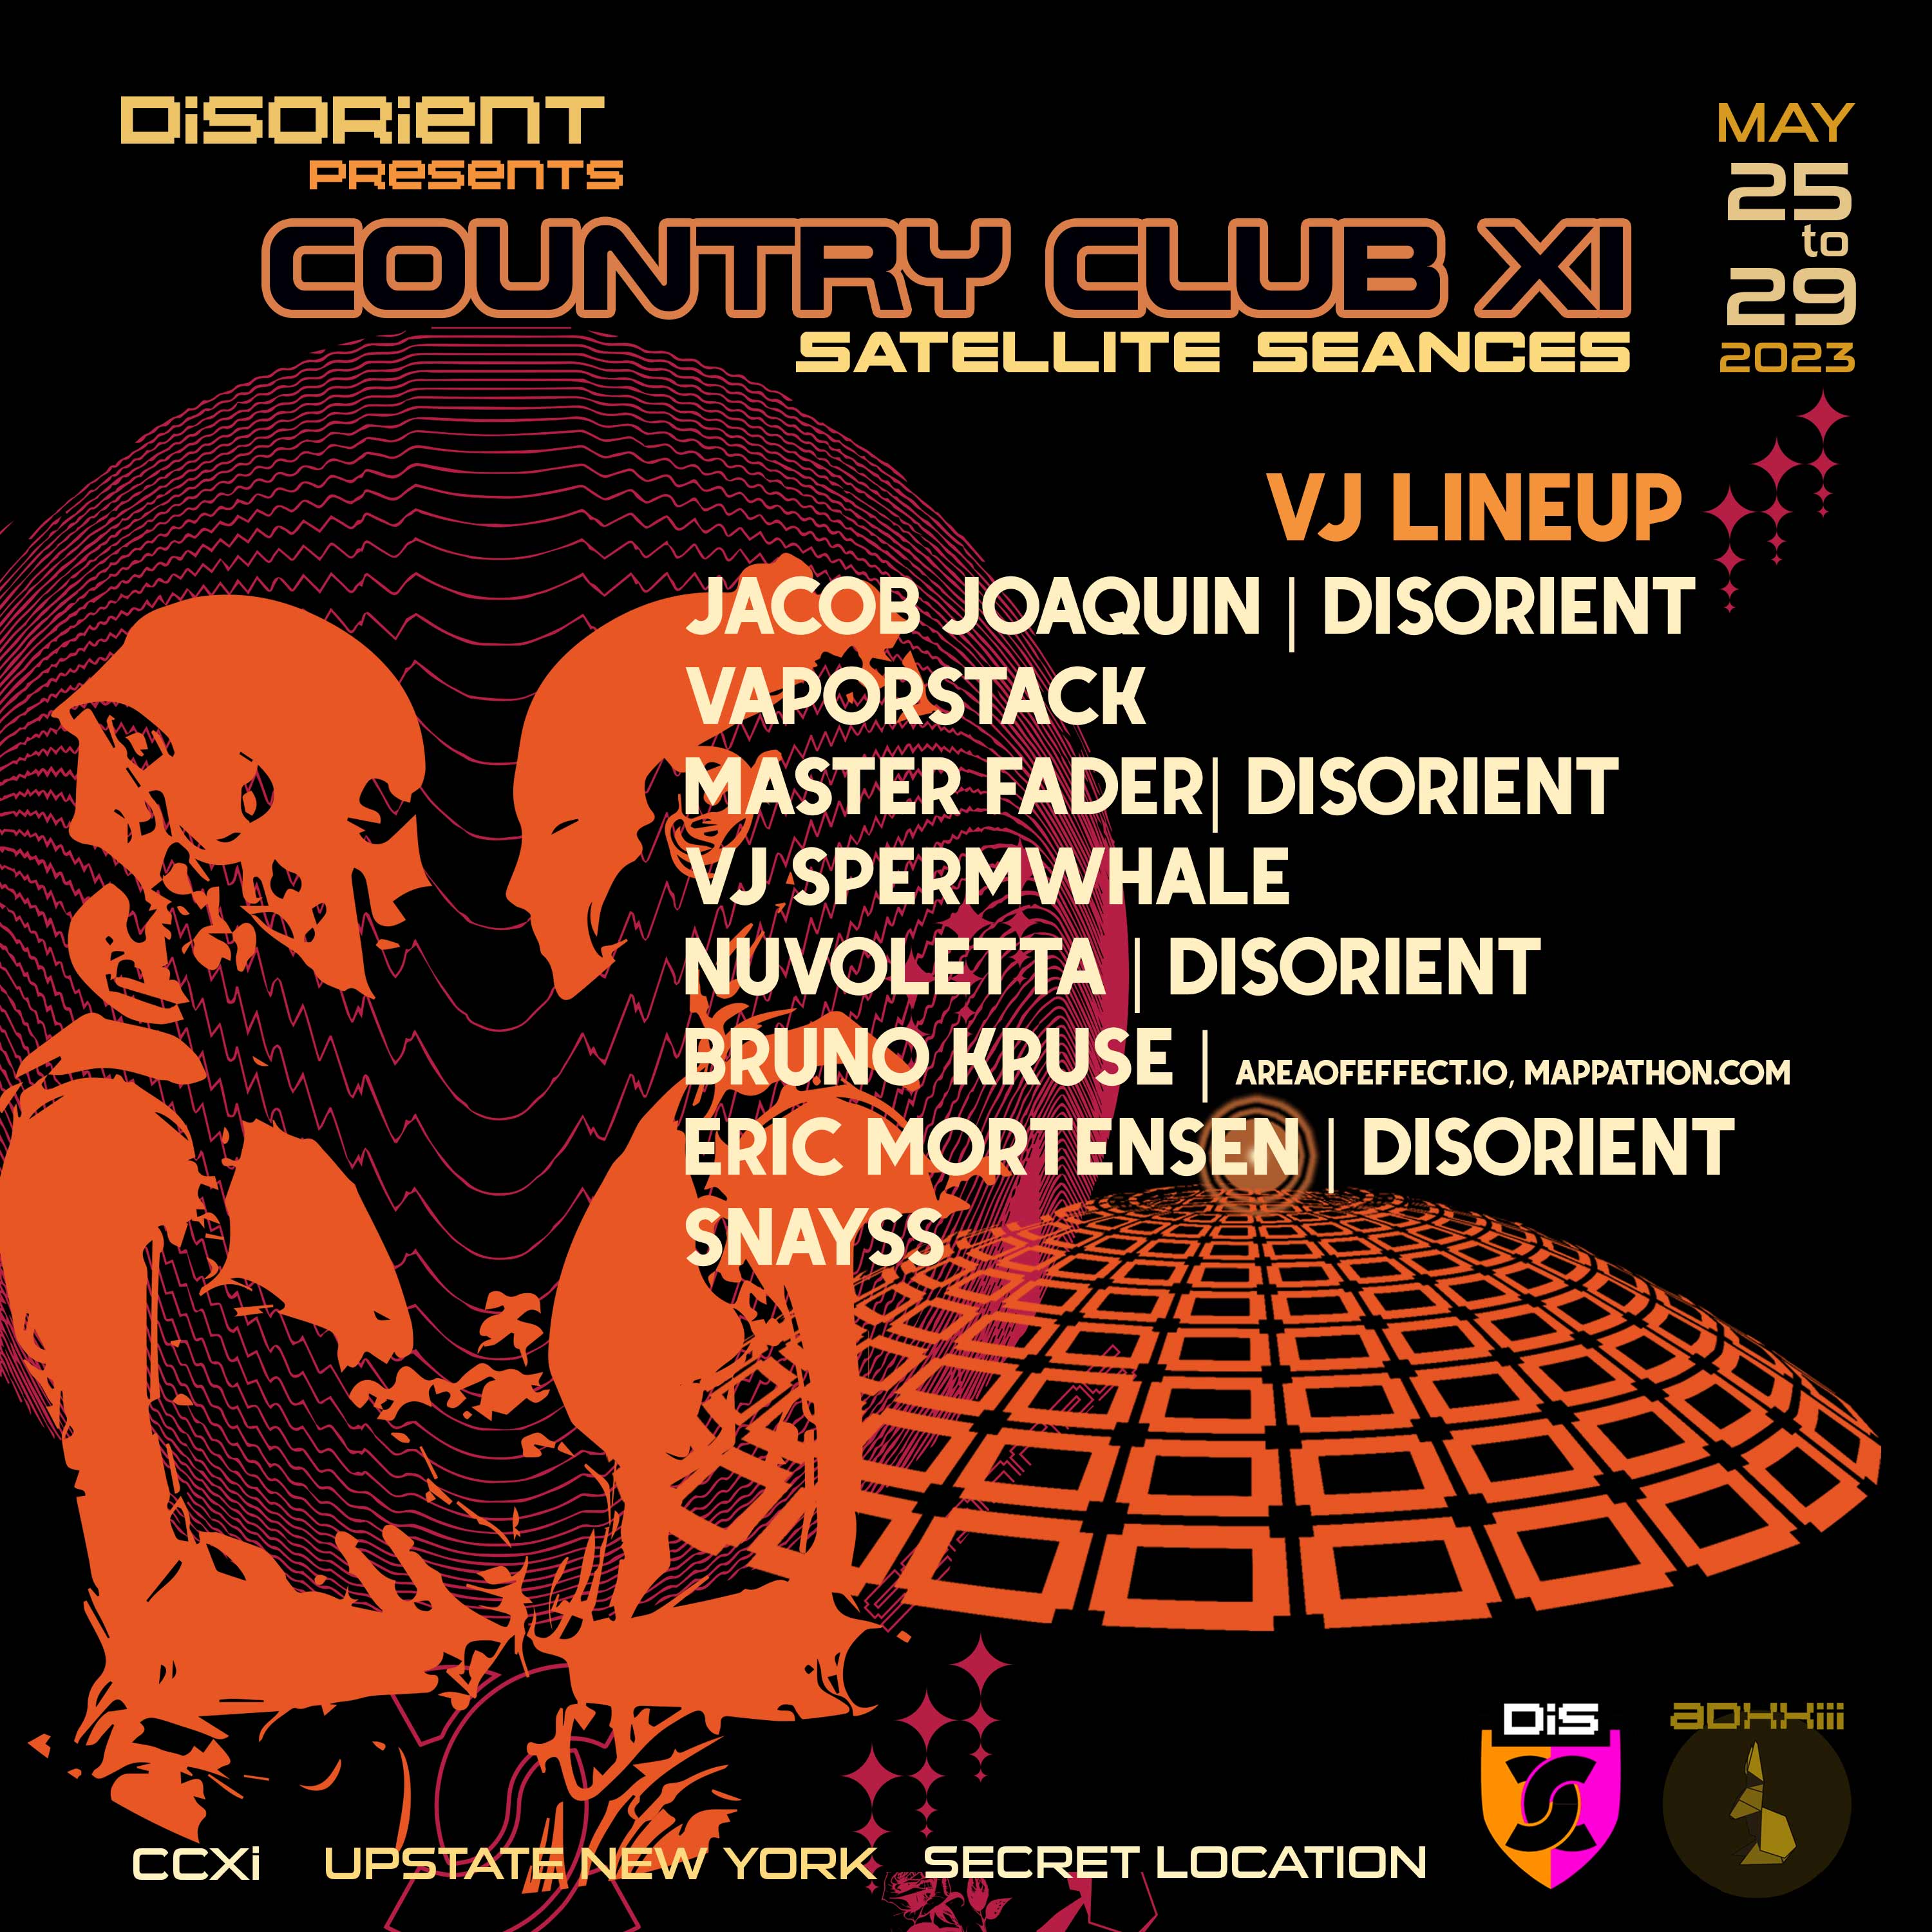 DiSORieNT
PReSeNTS
COUNTRY CLUB XI
SATELLITE SEANCES
MAY
25
to
29
2023
VJ LINEUP
JACOB JOAQUIN | DISORIENT
VAPORSTACK
MASTER FADER| DISORIENT
VJ SPERMWHALE
NUVOLETTA | DISORIENT
BRUNO KRUSE | AREAOFEFFECT.IO, MAPPATHON.COM
ERIC MORTENSEN | DISORIENT
SNAYSS
DiS
aDXXiii
CCXi UPSTATE NEW YORK SECRET LOCATION